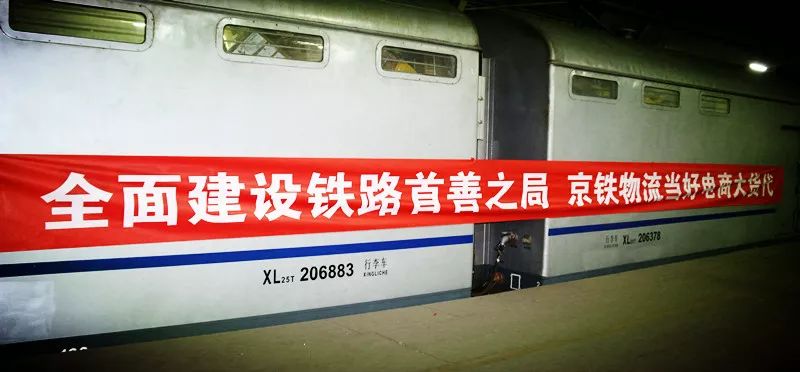 全面建设铁路首善之局 京铁物流当好电商大货代
XL25T 206883 行李车
XINGLICHE
行李车 XL25T 206378